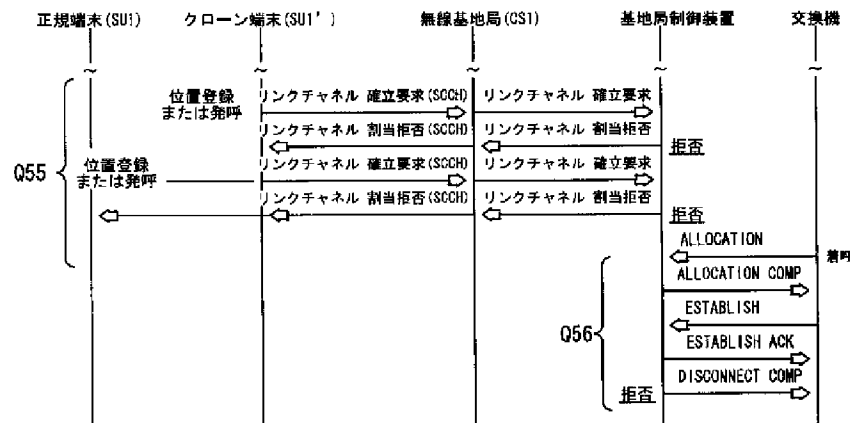 正規端末(SU1) クローン端末(SU1') 無線基地局(CS1) 基地局制御装置 交換機
位置登録
または発呼
リンクチャネル 確立要求(SCCH) リンクチャネル 確立要求
リンクチャネル 割当拒否(SCCH) リンクチャネル 割当拒否
拒否
Q55
位置登録
または発呼
リンクチャネル 確立要求(SCCH) リンクチャネル 確立要求
リンクチャネル 割当拒否(SCCH) リンクチャネル 割当拒否
拒否
ALLOCATION
着呼
ALLOCATION COMP
ESTABLISH
Q56
ESTABLISH ACK
DISCONNECT COMP
拒否